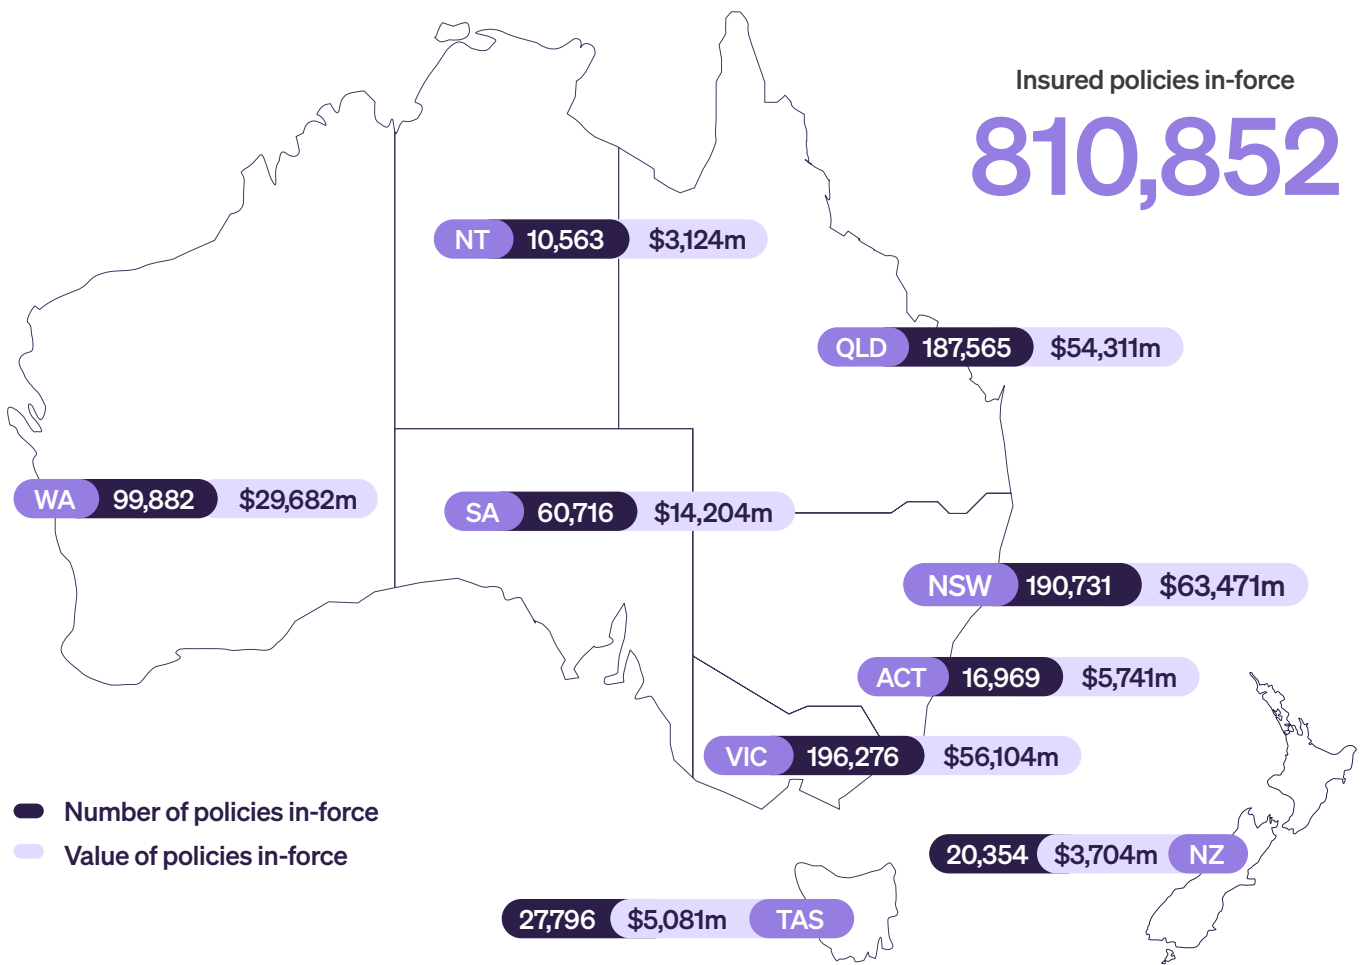 Insured policies in-force
810,852
NT 10,563 $3,124m
QLD 187,565 $54,311m
WA 99,882 $29,682m
SA 60,716 $14,204m
NSW 190,731 $63,471m
ACT 16,969 $5,741m
VIC 196,276 $56,104m
Number of policies in-force
Value of policies in-force
20,354 $3,704m NZ
27,796 $5,081m TAS